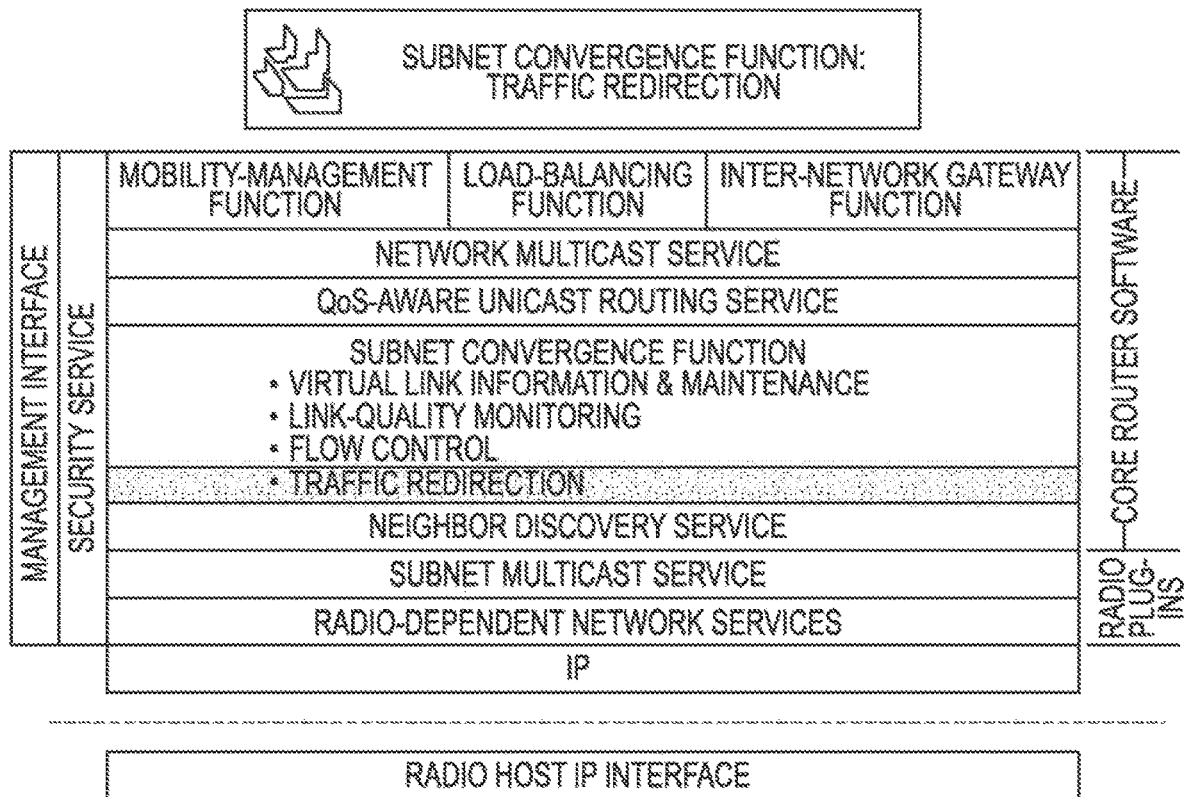 SUBNET CONVERGENCE FUNCTION:
TRAFFIC REDIRECTION
MANAGEMENT INTERFACE
SECURITY SERVICE
MOBILITY-MANAGEMENT
FUNCTION
LOAD-BALANCING
FUNCTION
INTER-NETWORK GATEWAY
FUNCTION
NETWORK MULTICAST SERVICE
QoS-AWARE UNICAST ROUTING SERVICE
SUBNET CONVERGENCE FUNCTION
• VIRTUAL LINK INFORMATION & MAINTENANCE
• LINK-QUALITY MONITORING
• FLOW CONTROL
• TRAFFIC REDIRECTION
NEIGHBOR DISCOVERY SERVICE
SUBNET MULTICAST SERVICE
RADIO-DEPENDENT NETWORK SERVICES
IP
CORE ROUTER SOFTWARE
RADIO
PLUG-
INS
RADIO HOST IP INTERFACE